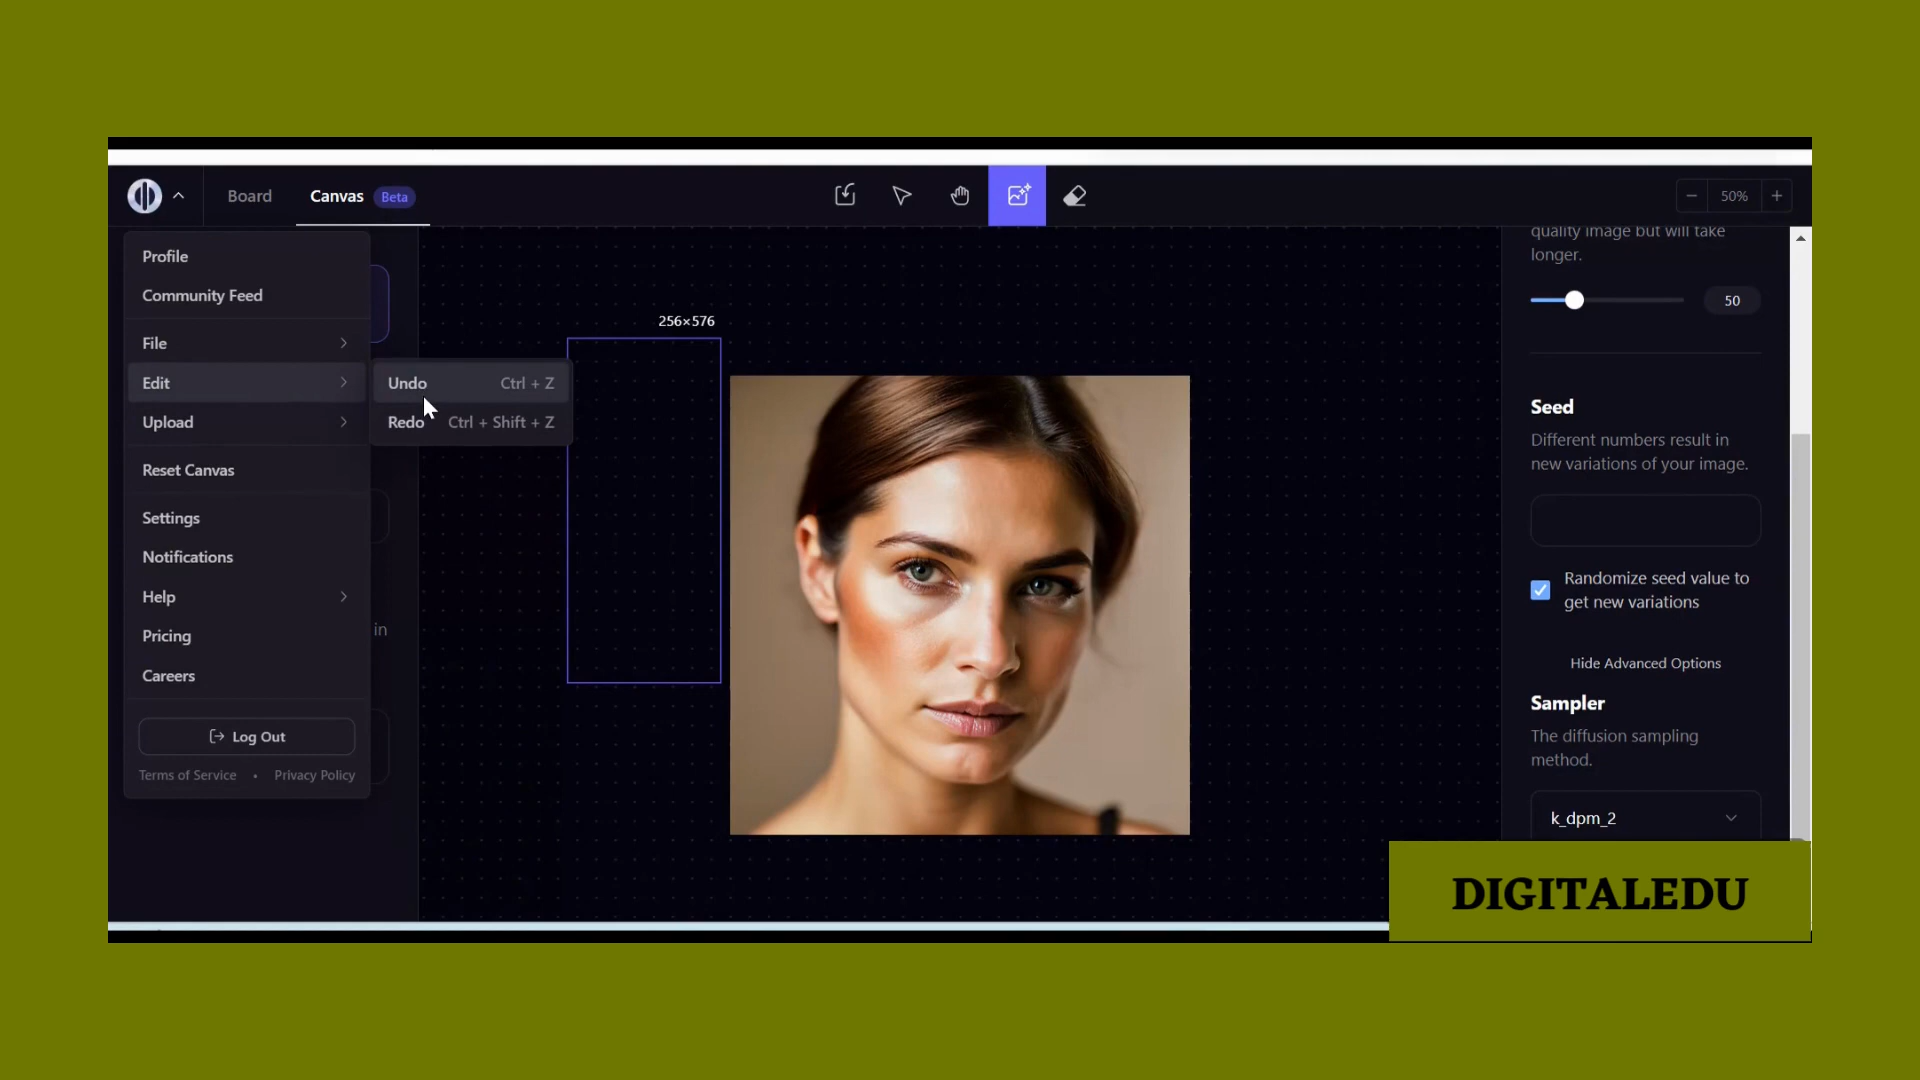 Board
Canvas
Beta
50%
Profile
Community Feed
File
Edit
Upload
Reset Canvas
Settings
Notifications
Help
Pricing
Careers
Log Out
Terms of Service • Privacy Policy
Undo Ctrl + Z
Redo Ctrl + Shift + Z
in
256×576
quality image but will take
longer.
50
Seed
Different numbers result in
new variations of your image.
Randomize seed value to
get new variations
Hide Advanced Options
Sampler
The diffusion sampling
method.
k_dpm_2
DIGITALEDU